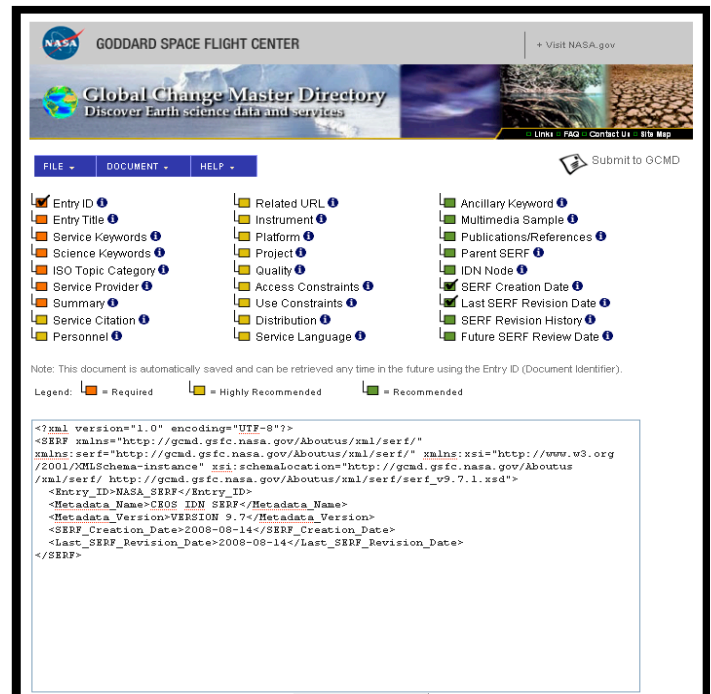 NASA
GODDARD SPACE FLIGHT CENTER
+ Visit NASA.gov
Global Change Master Directory
Discover Earth science data and services
Links FAQ Contact Us Site Map
FILE DOCUMENT HELP
Submit to GCMD
Entry ID
Entry Title
Service Keywords
Science Keywords
ISO Topic Category
Service Provider
Summary
Service Citation
Personnel
Related URL
Instrument
Platform
Project
Quality
Access Constraints
Use Constraints
Distribution
Service Language
Ancillary Keyword
Multimedia Sample
Publications/References
Parent SERF
IDN Node
SERF Creation Date
Last SERF Revision Date
SERF Revision History
Future SERF Review Date
Note: This document is automatically saved and can be retrieved any time in the future using the Entry ID (Document Identifier).
Legend: = Required = Highly Recommended = Recommended
<?xml version="1.0" encoding="UTF-8"?>
<SERF xmlns="http://gcmd.gsfc.nasa.gov/Aboutus/xml/serf/"
xmlns:serf="http://gcmd.gsfc.nasa.gov/Aboutus/xml/serf/" xmlns:xsi="http://www.w3.org
/2001/XMLSchema-instance" xsi:schemaLocation="http://gcmd.gsfc.nasa.gov/Aboutus
/xml/serf/ http://gcmd.gsfc.nasa.gov/Aboutus/xml/serf/serf_v9.7.1.xsd">
<Entry_ID>NASA_SERF</Entry_ID>
<Metadata_Name>CEOS IDN SERF</Metadata_Name>
<Metadata_Version>VERSION 9.7</Metadata_Version>
<SERF_Creation_Date>2008-08-14</SERF_Creation_Date>
<Last_SERF_Revision_Date>2008-08-14</Last_SERF_Revision_Date>
</SERF>